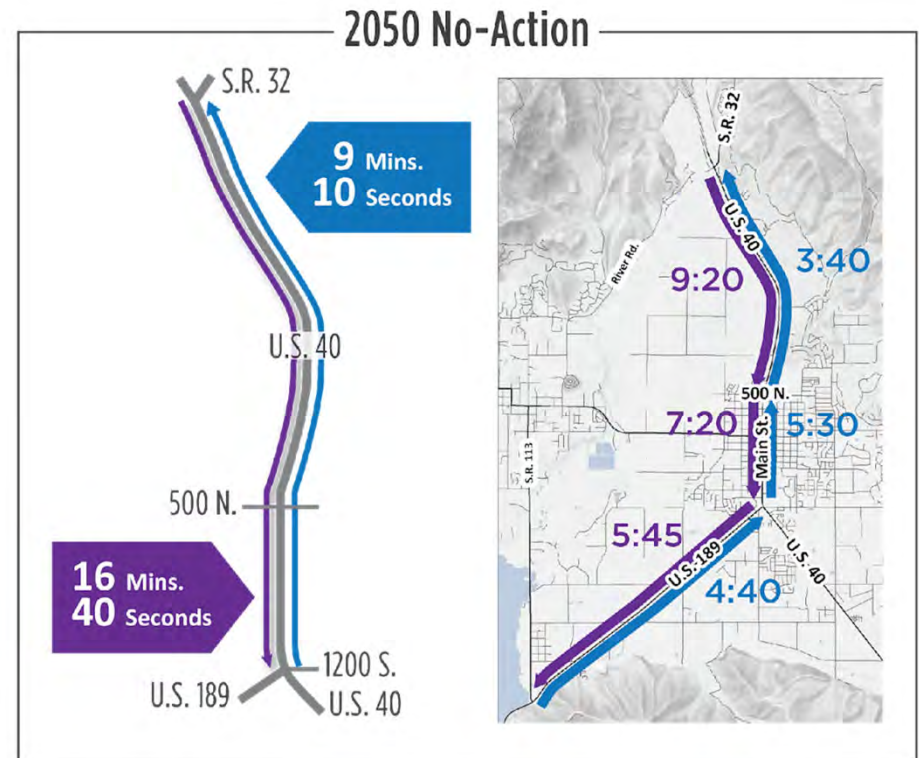 2050 No-Action
S.R. 32
9 Mins.
10 Seconds
U.S. 40
500 N.
16 Mins.
40 Seconds
1200 S.
U.S. 189
U.S. 40
S.R. 32
U.S. 40
River Rd.
9:20
3:40
500 N.
7:20
Main St.
5:30
S.R. 113
5:45
U.S.-189
4:40
U.S. 40